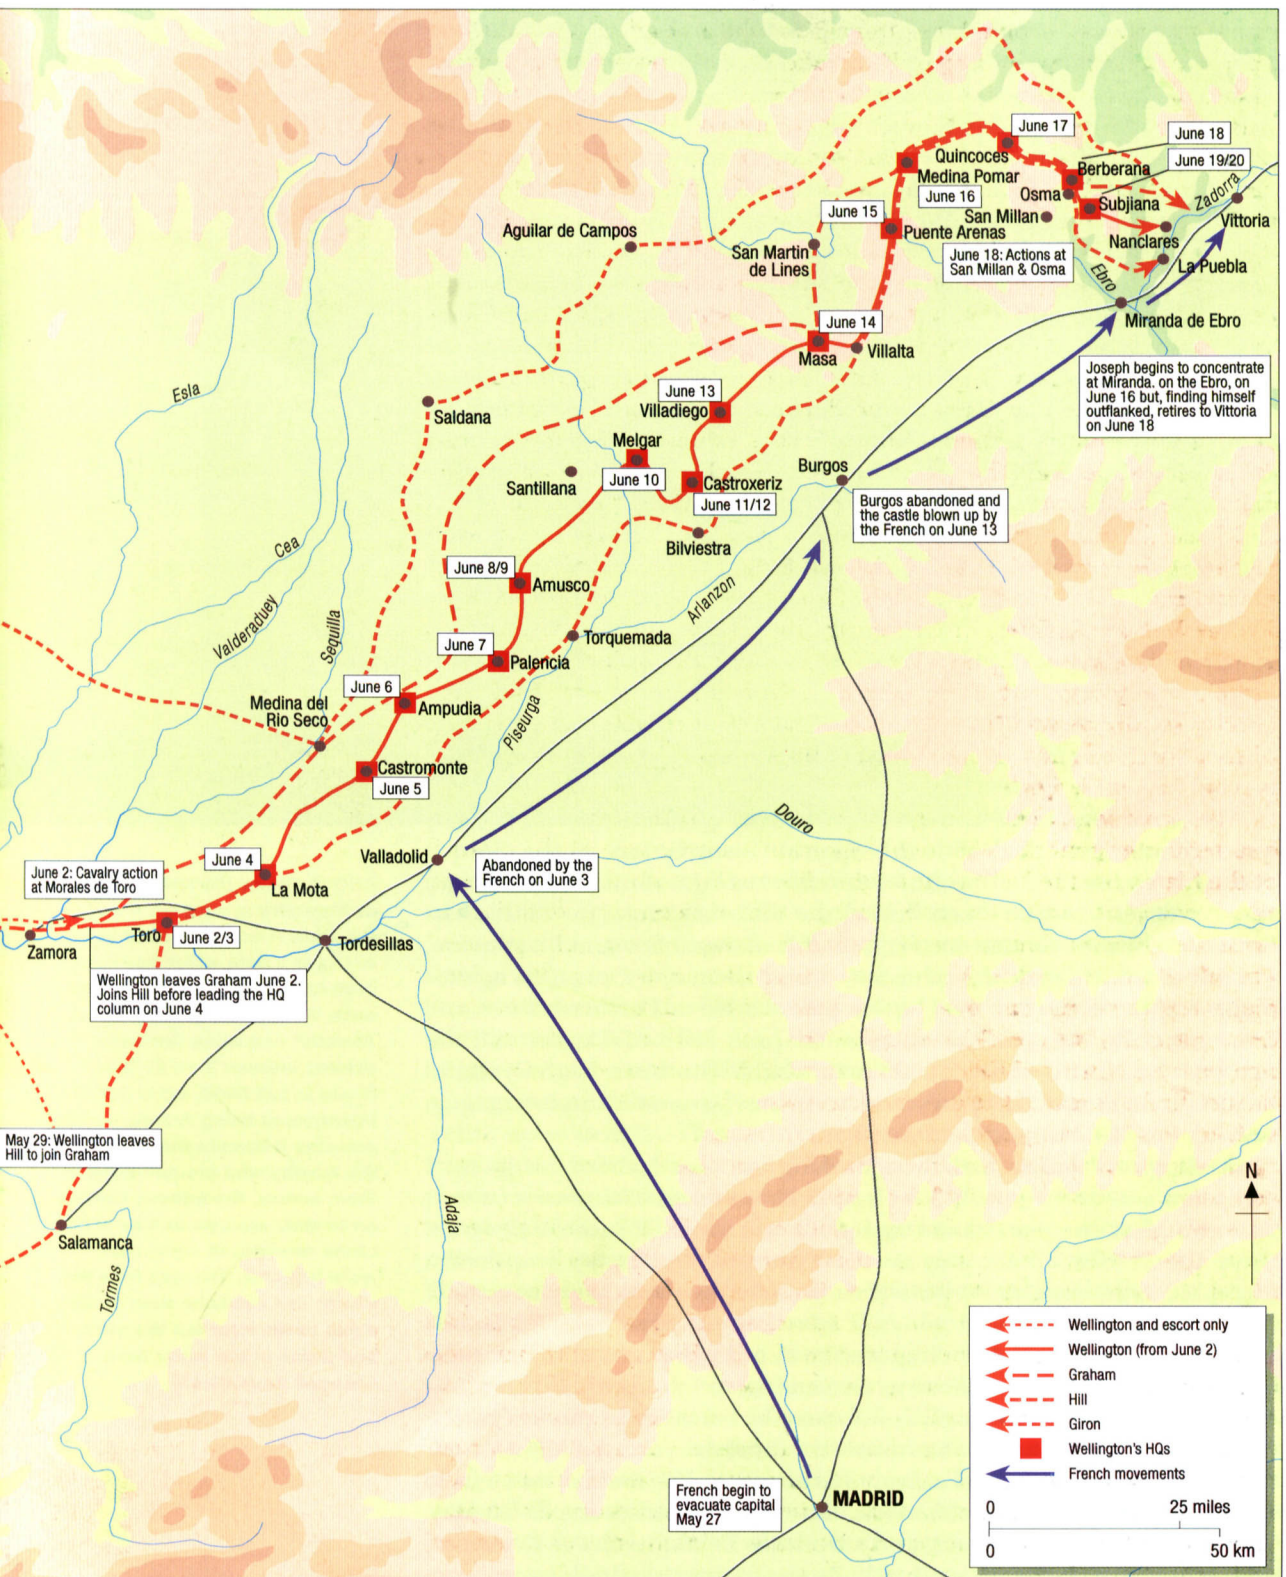 June 17
June 18
Quincoces
June 19/20
Berberana
Medina Pomar
June 16
Osma
Subjiana
Zadorra
San Millan
Vittoria
June 15
Puente Arenas
Nanclares
Aguilar de Campos
San Martin
de Lines
June 18: Actions at
San Millan & Osma
La Puebla
Ebro
June 14
Miranda de Ebro
Masa
Villalta
Joseph begins to concentrate
at Miranda. on the Ebro, on
June 16 but, finding himself
outflanked, retires to Vittoria
on June 18
Esla
Saldana
June 13
Villadiego
Melgar
Santillana
June 10
Castroxeriz
June 11/12
Burgos
Burgos abandoned and
the castle blown up by
the French on June 13
Bilviestra
Cea
June 8/9
Amusco
Arlanzon
Valderaduey
Sequilla
Torquemada
June 7
Palencia
June 6
Ampudia
Medina del
Rio Seco
Piseurga
Castromonte
June 5
Douro
June 4
Valladolid
Abandoned by the
French on June 3
June 2: Cavalry action
at Morales de Toro
La Mota
Toro
June 2/3
Tordesillas
Zamora
Wellington leaves Graham June 2.
Joins Hill before leading the HQ
column on June 4
May 29: Wellington leaves
Hill to join Graham
Salamanca
Adaja
Tormes
N
Wellington and escort only
Wellington (from June 2)
Graham
Hill
Giron
Wellington's HQs
French movements
French begin to
evacuate capital
May 27
MADRID
0 25 miles
0 50 km